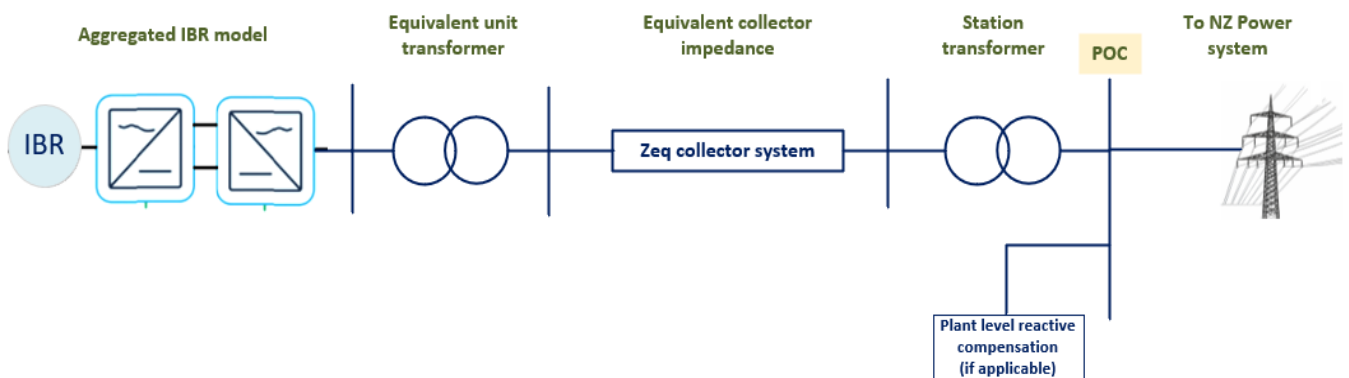 Aggregated IBR model
Equivalent unit
transformer
Equivalent collector
impedance
Station
transformer
POC
To NZ Power
system
IBR
Zeq collector system
Plant level reactive
compensation
(if applicable)